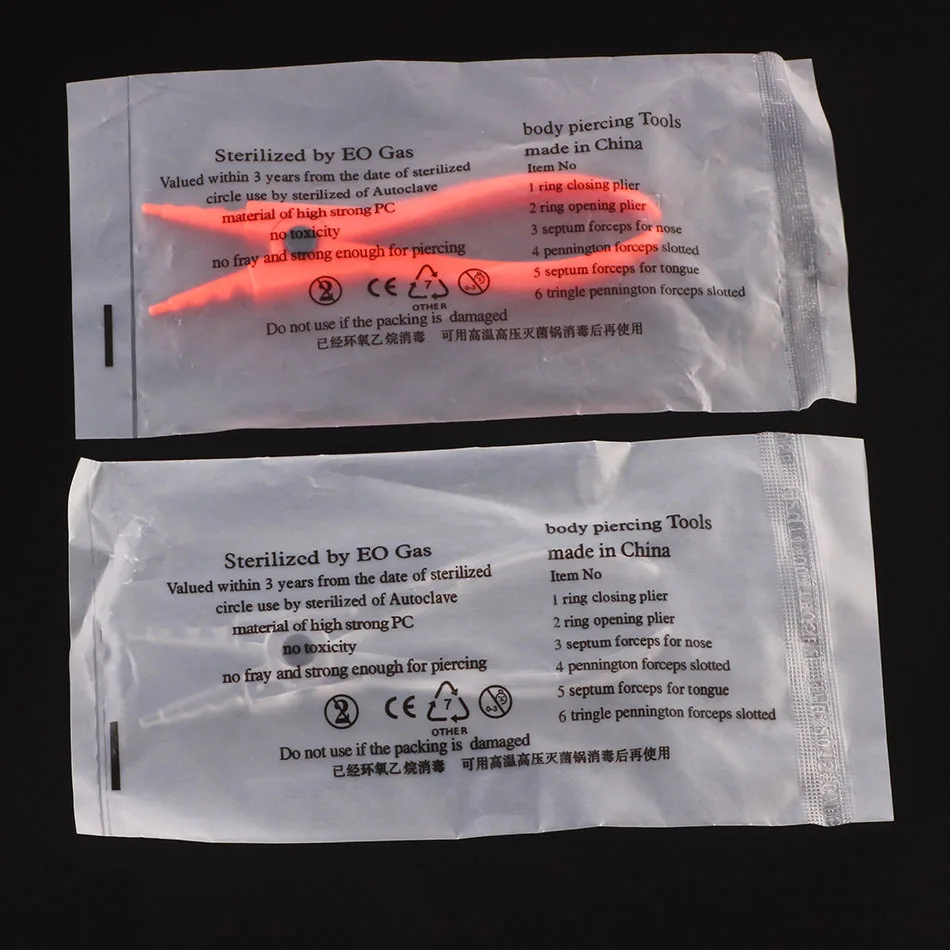 Sterilized by EO Gas
Valued within 3 years from the date of sterilized
circle use by sterilized of Autoclave
material of high strong PC
no toxicity
no fray and strong enough for piercing
body piercing Tools
made in China
Item No
1 ring closing plier
2 ring opening plier
3 septum forceps for nose
4 pennington forceps slotted
5 septum forceps for tongue
6 tringle pennington forceps slotted
2 CE 7 0-3
OTHER
Do not use if the packing is damaged
已经环氧乙烷消毒 可用高温高压灭菌锅消毒后再使用
Sterilized by EO Gas
Valued within 3 years from the date of sterilized
circle use by sterilized of Autoclave
material of high strong PC
no toxicity
no fray and strong enough for piercing
body piercing Tools
made in China
Item No
1 ring closing plier
2 ring opening plier
3 septum forceps for nose
4 pennington forceps slotted
5 septum forceps for tongue
6 tringle pennington forceps slotted
2 CE 7 0-3
OTHER
Do not use if the packing is damaged
已经环氧乙烷消毒 可用高温高压灭菌锅消毒后再使用